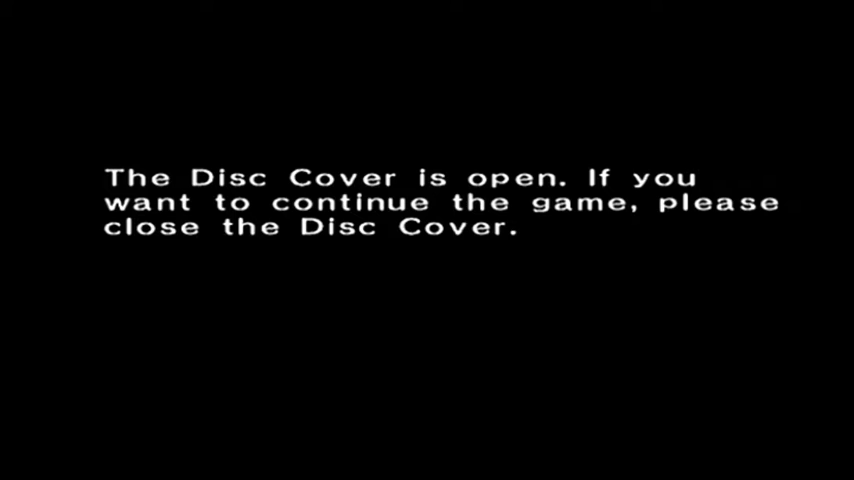 The Disc Cover is open. If you
want to continue the game, please
close the Disc Cover.